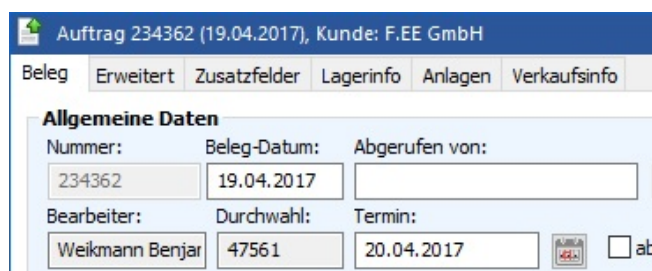 Auftrag 234362 (19.04.2017), Kunde: F.EE GmbH
Beleg Erweitert Zusatzfelder Lagerinfo Anlagen Verkaufsinfo
Allgemeine Daten
Nummer: Beleg-Datum: Abgerufen von:
234362 19.04.2017
Bearbeiter: Durchwahl: Termin:
Weikmann Benjar 47561 20.04.2017 ab